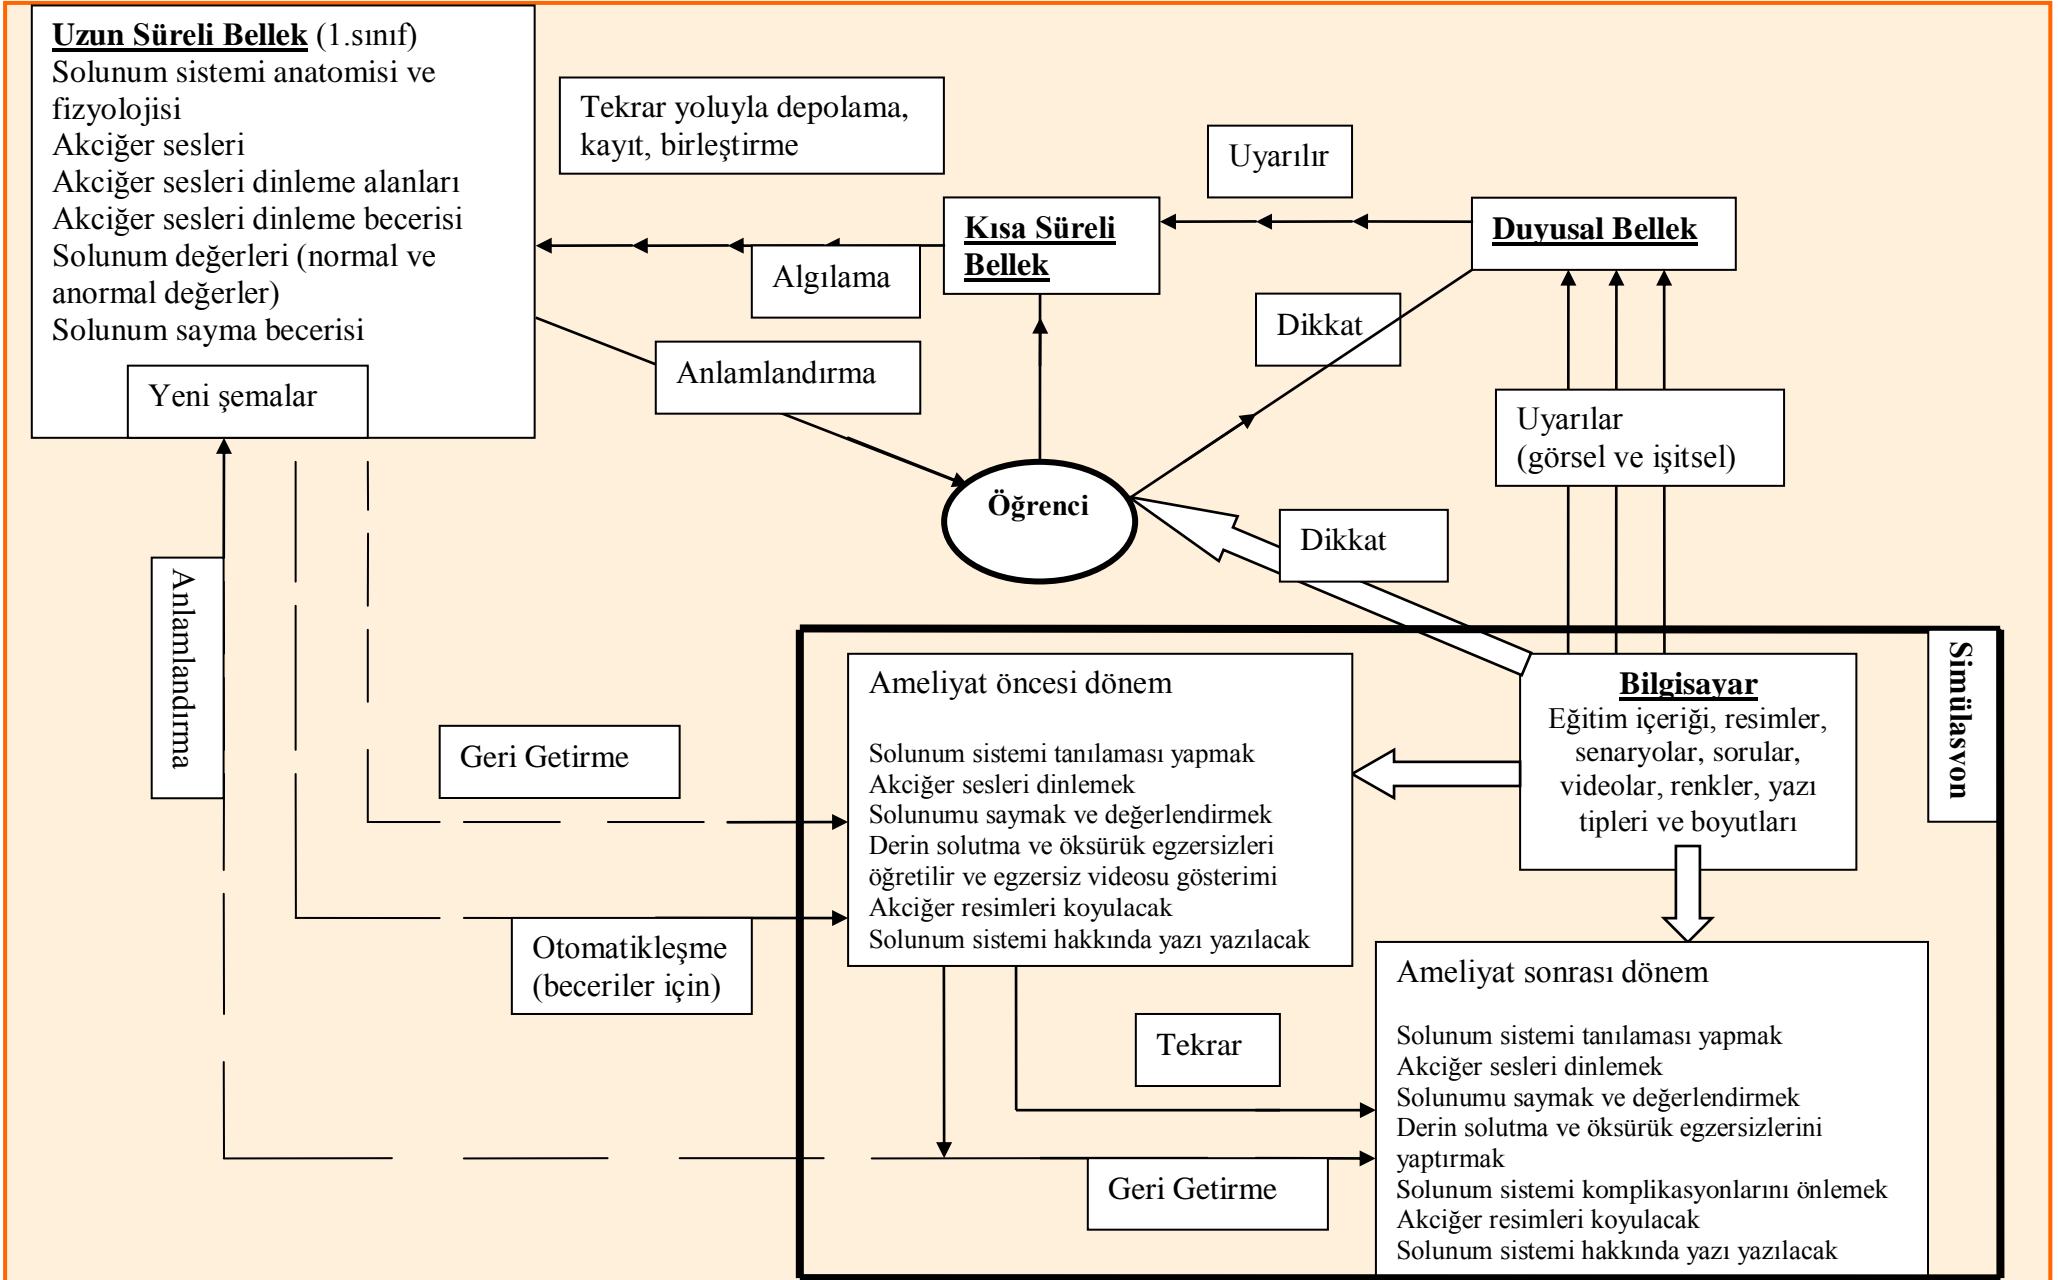 Uzun Süreli Bellek (1.sınıf)
Solunum sistemi anatomisi ve
fizyolojisi
Akciğer sesleri
Akciğer sesleri dinleme alanları
Akciğer sesleri dinleme becerisi
Solunum değerleri (normal ve
anormal değerler)
Solunum sayma becerisi
Yeni şemalar
Tekrar yoluyla depolama,
kayıt, birleştirme
Uyarılır
Kısa Süreli
Bellek
Duyusal Bellek
Algılama
Dikkat
Anlamlandırma
Uyarılar
(görsel ve işitsel)
Öğrenci
Dikkat
Anlamlandırma
Simülasyon
Ameliyat öncesi dönem
Solunum sistemi tanılaması yapmak
Akciğer sesleri dinlemek
Solunumu saymak ve değerlendirmek
Derin solutma ve öksürük egzersizleri
öğretilir ve egzersiz videosu gösterimi
Akciğer resimleri koyulacak
Solunum sistemi hakkında yazı yazılacak
Bilgisayar
Eğitim içeriği, resimler,
senaryolar, sorular,
videolar, renkler, yazı
tipleri ve boyutları
Geri Getirme
Otomatikleşme
(beceriler için)
Tekrar
Geri Getirme
Ameliyat sonrası dönem
Solunum sistemi tanılaması yapmak
Akciğer sesleri dinlemek
Solunumu saymak ve değerlendirmek
Derin solutma ve öksürük egzersizlerini
yaptırmak
Solunum sistemi komplikasyonlarını önlemek
Akciğer resimleri koyulacak
Solunum sistemi hakkında yazı yazılacak